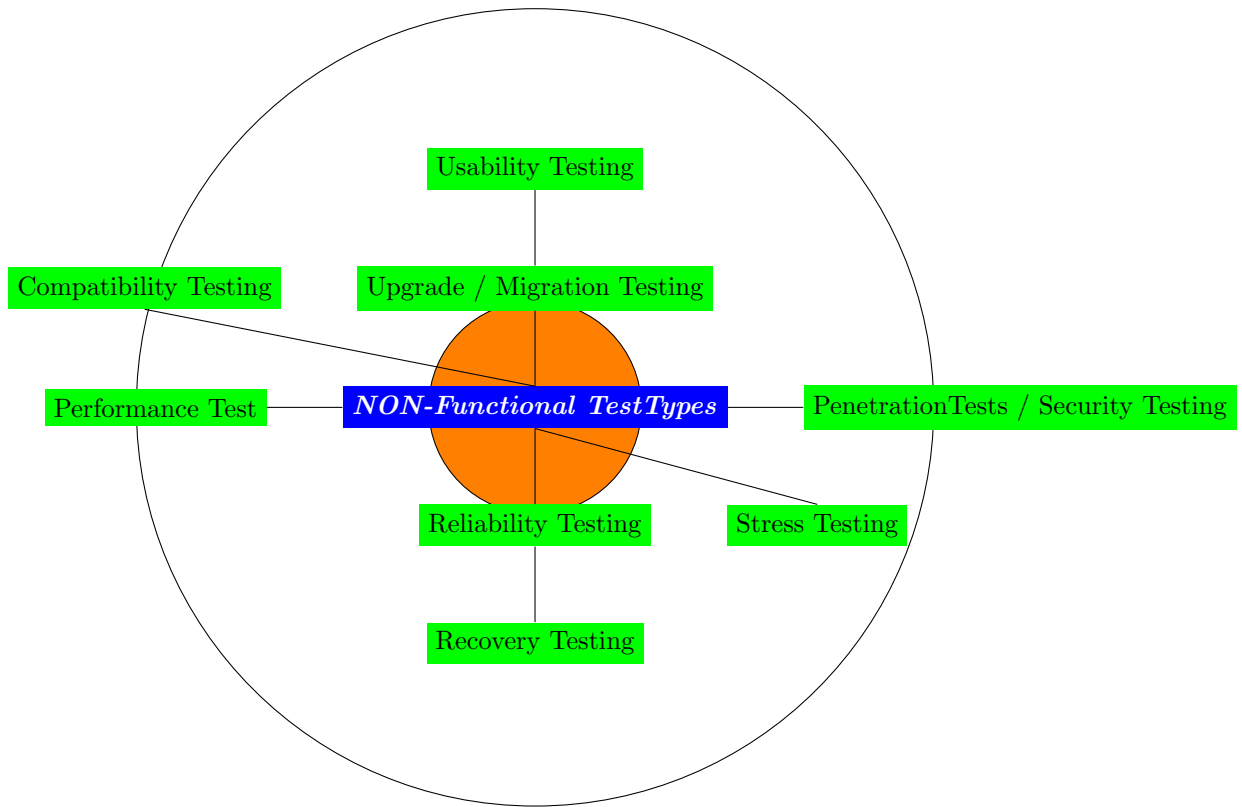 Usability Testing
Compatibility Testing
Upgrade / Migration Testing
Performance Test
NON-Functional TestTypes
PenetrationTests / Security Testing
Reliability Testing
Stress Testing
Recovery Testing